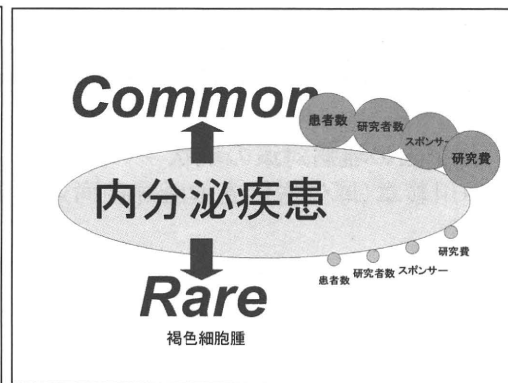 Common
患者数
研究者数
スポンサー
研究費
内分泌疾患
研究費
スポンサー
研究者数
患者数
Rare
褐色細胞腫